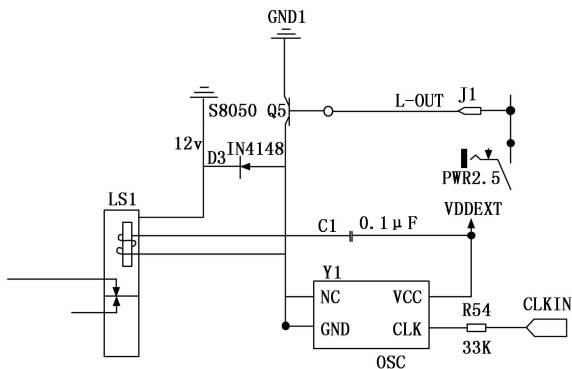 GND1
S8050 Q5
L-OUT
J1
12v
D3
IN4148
PWR2.5
LS1
VDDEXT
C1
0.1μF
Y1
NC
VCC
R54
CLKIN
GND
CLK
33K
OSC